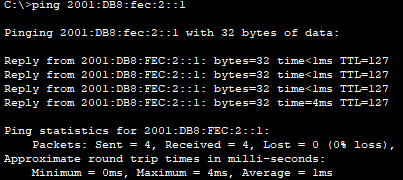 C:\>ping 2001:DB8:fec:2::1
Pinging 2001:DB8:fec:2::1 with 32 bytes of data:
Reply from 2001:DB8:FEC:2::1: bytes=32 time<1ms TTL=127
Reply from 2001:DB8:FEC:2::1: bytes=32 time<1ms TTL=127
Reply from 2001:DB8:FEC:2::1: bytes=32 time<1ms TTL=127
Reply from 2001:DB8:FEC:2::1: bytes=32 time=4ms TTL=127
Ping statistics for 2001:DB8:FEC:2::1:
Packets: Sent = 4, Received = 4, Lost = 0 (0% loss),
Approximate round trip times in milli-seconds:
Minimum = 0ms, Maximum = 4ms, Average = 1ms